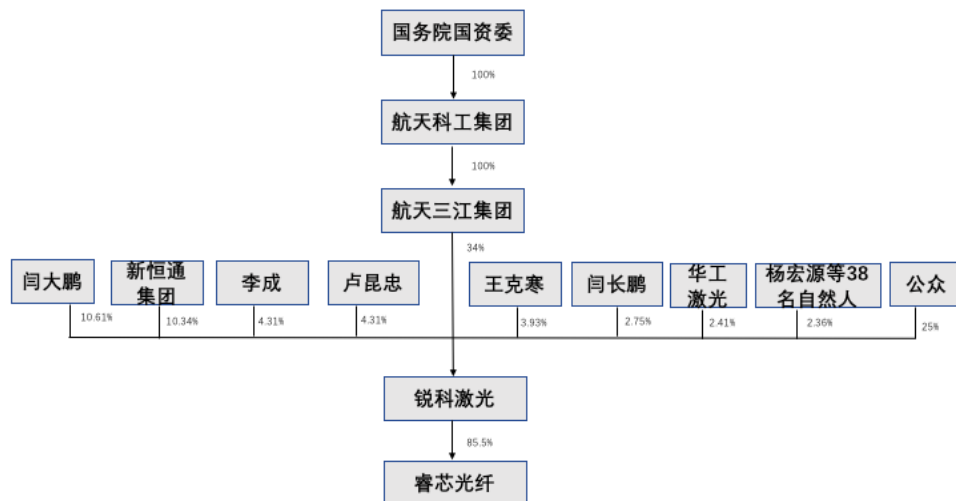 国务院国资委
100%
航天科工集团
100%
航天三江集团
34%
闫大鹏
新恒通
集团
李成
卢昆忠
王克寒
闫长鹏
华工
激光
杨宏源等38
名自然人
公众
10.61%
10.34%
4.31%
4.31%
3.93%
2.75%
2.41%
2.36%
25%
锐科激光
85.5%
睿芯光纤